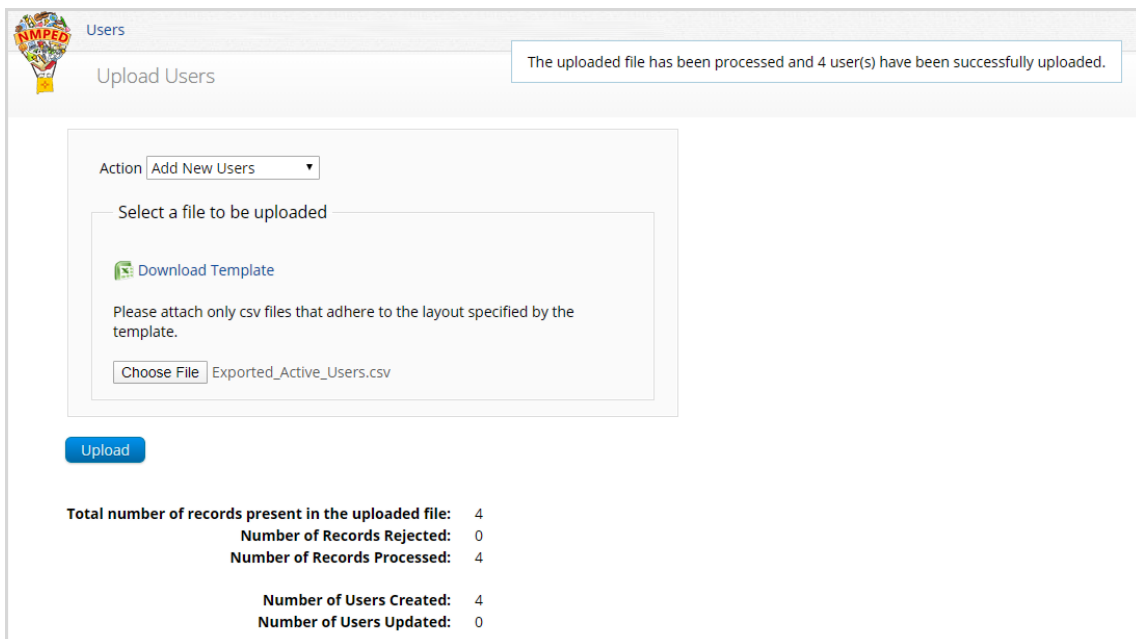 NMPED
Users
The uploaded file has been processed and 4 user(s) have been successfully uploaded.
Upload Users
Action Add New Users
Select a file to be uploaded
Download Template
Please attach only csv files that adhere to the layout specified by the
template.
Choose File Exported_Active_Users.csv
Upload
Total number of records present in the uploaded file: 4
Number of Records Rejected: 0
Number of Records Processed: 4
Number of Users Created: 4
Number of Users Updated: 0